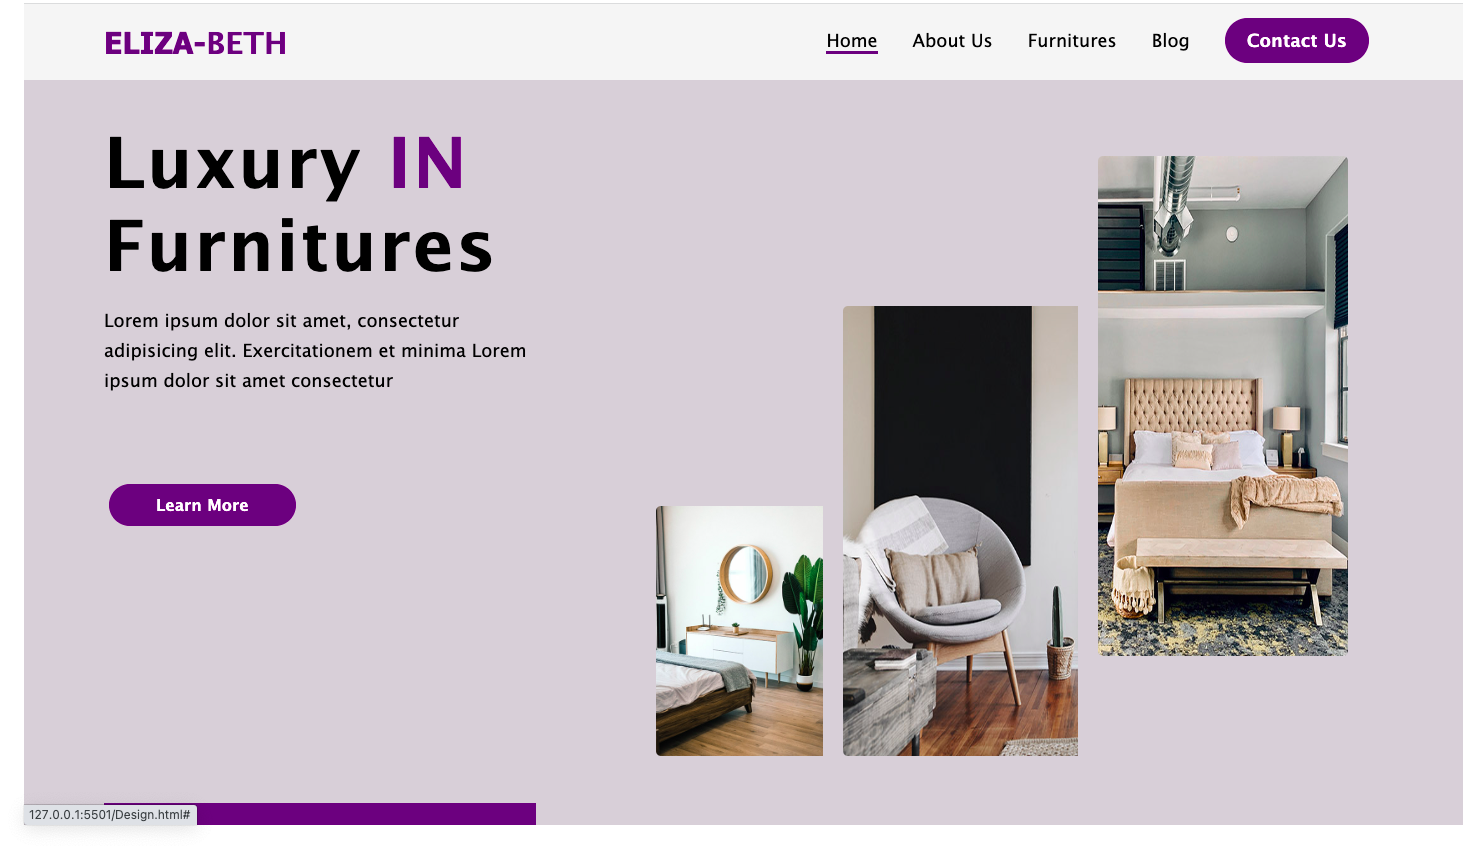 ELIZA-BETH
Home About Us Furnitures Blog Contact Us
Luxury IN
Furnitures
Lorem ipsum dolor sit amet, consectetur
adipisicing elit. Exercitationem et minima Lorem
ipsum dolor sit amet consectetur
Learn More
127.0.0.1:5501/Design.html#